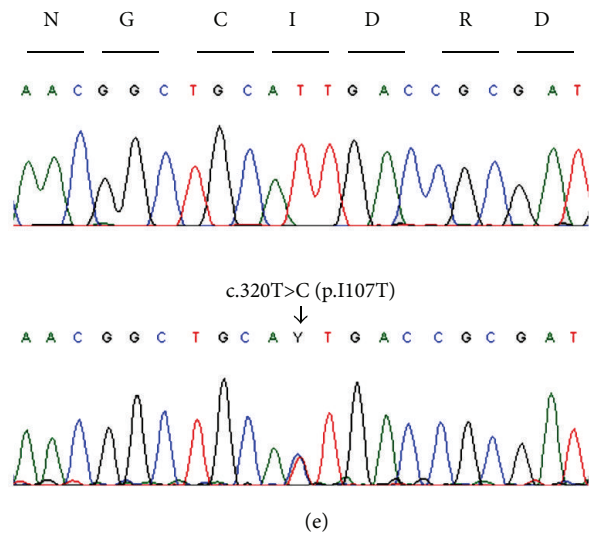 N G C I D R D
A A C G G C T G C A T T G A C C G C G A T
c.320T>C (p.I107T)
A A C G G C T G C A Y T G A C C G C G A T
(e)